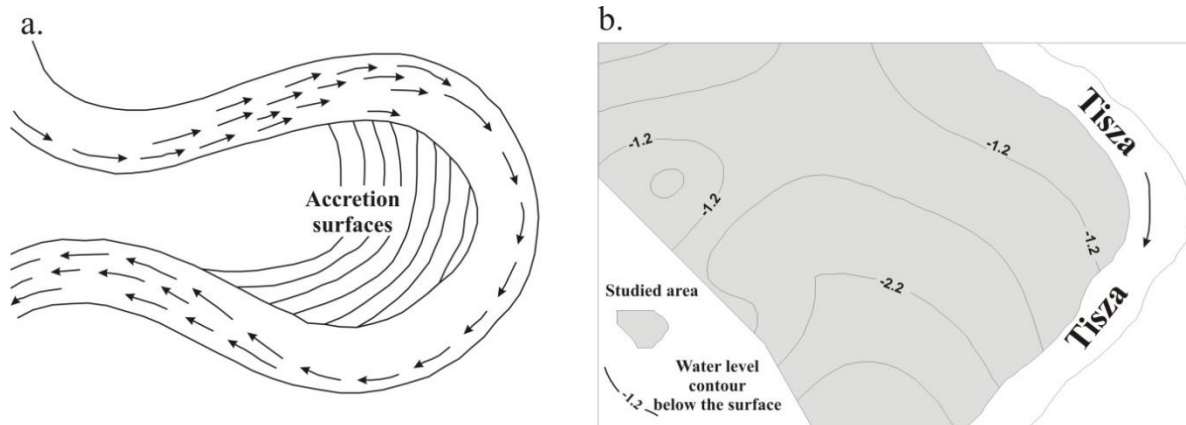 a.
Accretion
surfaces
b.
Tisza
Tisza
-1.2
-1.2
-1.2
-1.2
-2.2
Studied area
Water level
contour
below the surface
-1.2